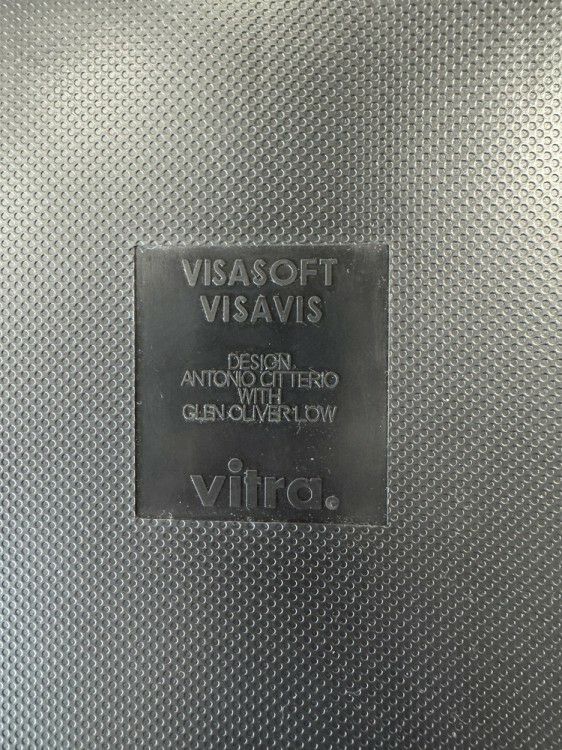 VISASOFT
VISAVIS
DESIGN
ANTONIO CITTERIO
WITH
GLEN OLIVER LOW
vitra.